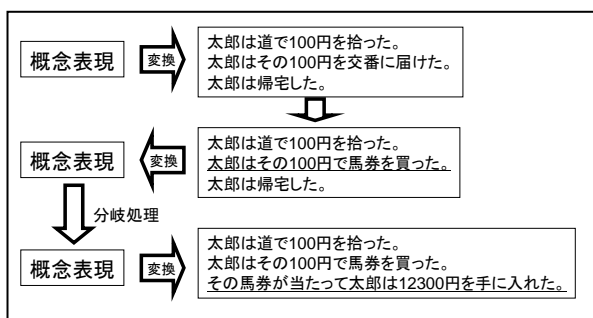 概念表現
変換
太郎は道で100円を拾った。
太郎はその100円を交番に届けた。
太郎は帰宅した。
概念表現
変換
太郎は道で100円を拾った。
太郎はその100円で馬券を買った。
太郎は帰宅した。
分岐処理
概念表現
変換
太郎は道で100円を拾った。
太郎はその100円で馬券を買った。
その馬券が当たって太郎は12300円を手に入れた。